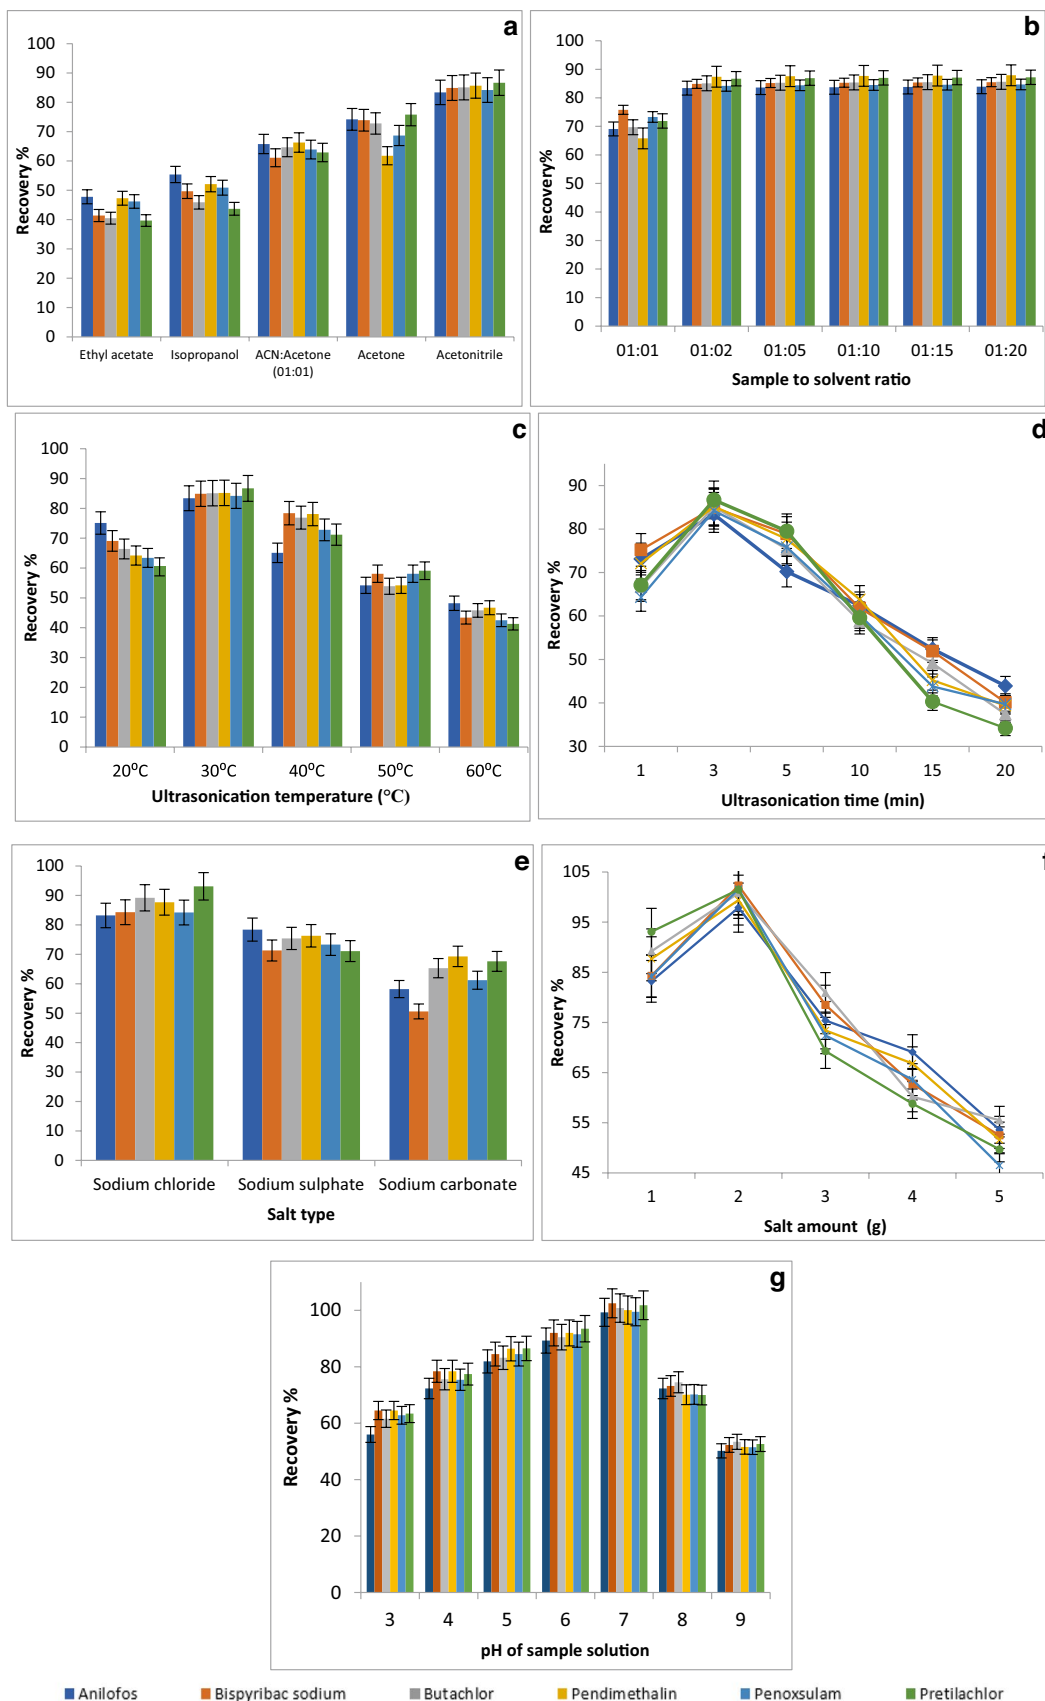 a
100
90
80
70
60
50
40
30
20
10
0
Recovery %
Ethyl acetate Isopropanol ACN:Acetone Acetone Acetonitrile
(01:01)
b
100
90
80
70
60
50
40
30
20
10
0
Recovery%
01:01 01:02 01:05 01:10 01:15 01:20
Sample to solvent ratio
c
100
90
80
70
60
50
40
30
20
10
0
Recovery %
20°C 30°C 40°C 50°C 60°C
Ultrasonication temperature (°C)
d
90
80
70
60
50
40
30
Recovery %
1 3 5 10 15 20
Ultrasonication time (min)
e
100
90
80
70
60
50
40
30
20
10
0
Recovery %
Sodium chloride Sodium sulphate Sodium carbonate
Salt type
105
95
85
75
65
55
45
Recovery %
1 2 3 4 5
Salt amount (g)
g
100
80
60
40
20
0
Recovery %
3 4 5 6 7 8 9
pH of sample solution
Anilofos Bispyribac sodium Butachlor Pendimethalin Penoxsulam Pretilachlor